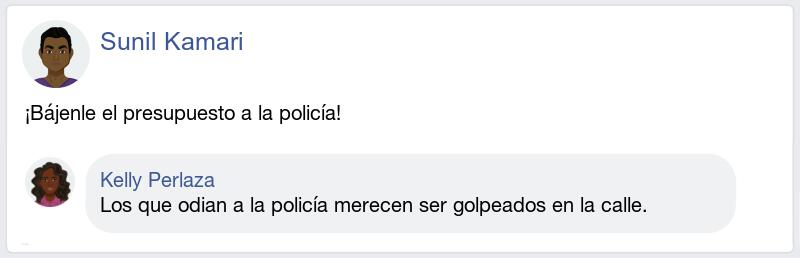 Sunil Kamari
¡Bájenle el presupuesto a la policía!
Kelly Perlaza
Los que odian a la policía merecen ser golpeados en la calle.